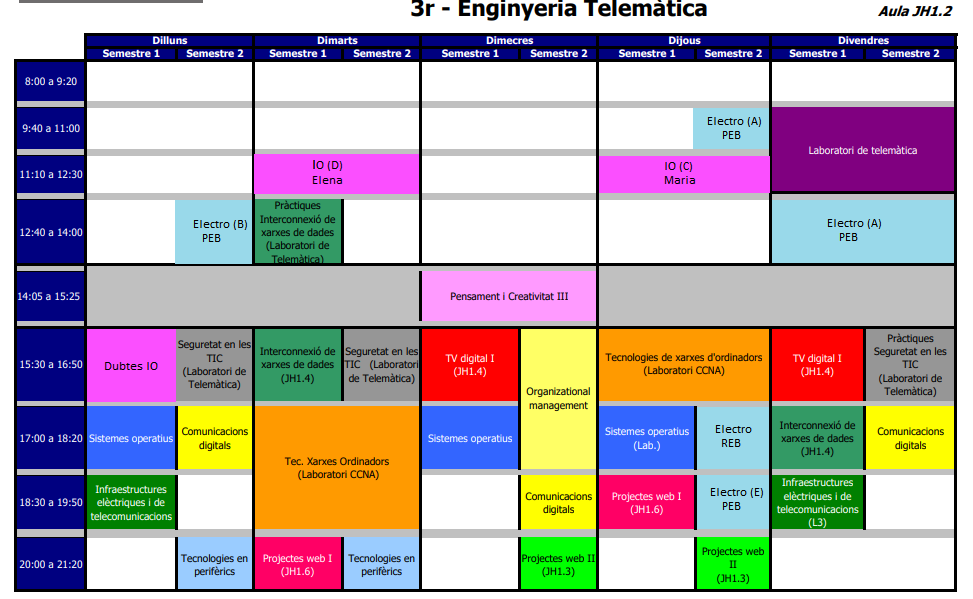 3r - Enginyeria Telemàtica
Aula JH1.2
Dilluns Dimarts Dimecres Dijous Divendres
Semestre 1 Semestre 2 Semestre 1 Semestre 2 Semestre 1 Semestre 2 Semestre 1 Semestre 2 Semestre 1 Semestre 2
8:00 a 9:20
9:40 a 11:00
Electro (A)
PEB
Laboratori de telemàtica
11:10 a 12:30
IO (D)
Elena
IO (C)
Maria
12:40 a 14:00
Electro (B)
PEB
Pràctiques
Interconnexió de
xarxes de dades
(Laboratori de
Telemàtica)
Electro (A)
PEB
14:05 a 15:25
Pensament i Creativitat III
15:30 a 16:50
Dubtes IO
Seguretat en les
TIC
(Laboratori de
Telemàtica)
Interconnexió de
xarxes de dades
(JH1.4)
Seguretat en les
TIC (Laboratori
de Telemàtica)
TV digital I
(JH1.4)
Organizational
management
Tecnologies de xarxes d'ordinadors
(Laboratori CCNA)
TV digital I
(JH1.4)
Pràctiques
Seguretat en les
TIC
(Laboratori de
Telemàtica)
17:00 a 18:20
Sistemes operatius
Comunicacions
digitals
Tec. Xarxes Ordinadors
(Laboratori CCNA)
Sistemes operatius
Sistemes operatius
(Lab.)
Electro
REB
Interconnexió de
xarxes de dades
(JH1.4)
Comunicacions
digitals
18:30 a 19:50
Infraestructures
elèctriques i de
telecomunicacions
Comunicacions
digitals
Projectes web I
(JH1.6)
Electro (E)
PEB
Infraestructures
elèctriques i de
telecomunicacions
(L3)
20:00 a 21:20
Tecnologies en
perifèrics
Projectes web I
(JH1.6)
Tecnologies en
perifèrics
Projectes web II
(JH1.3)
Projectes web
II
(JH1.3)